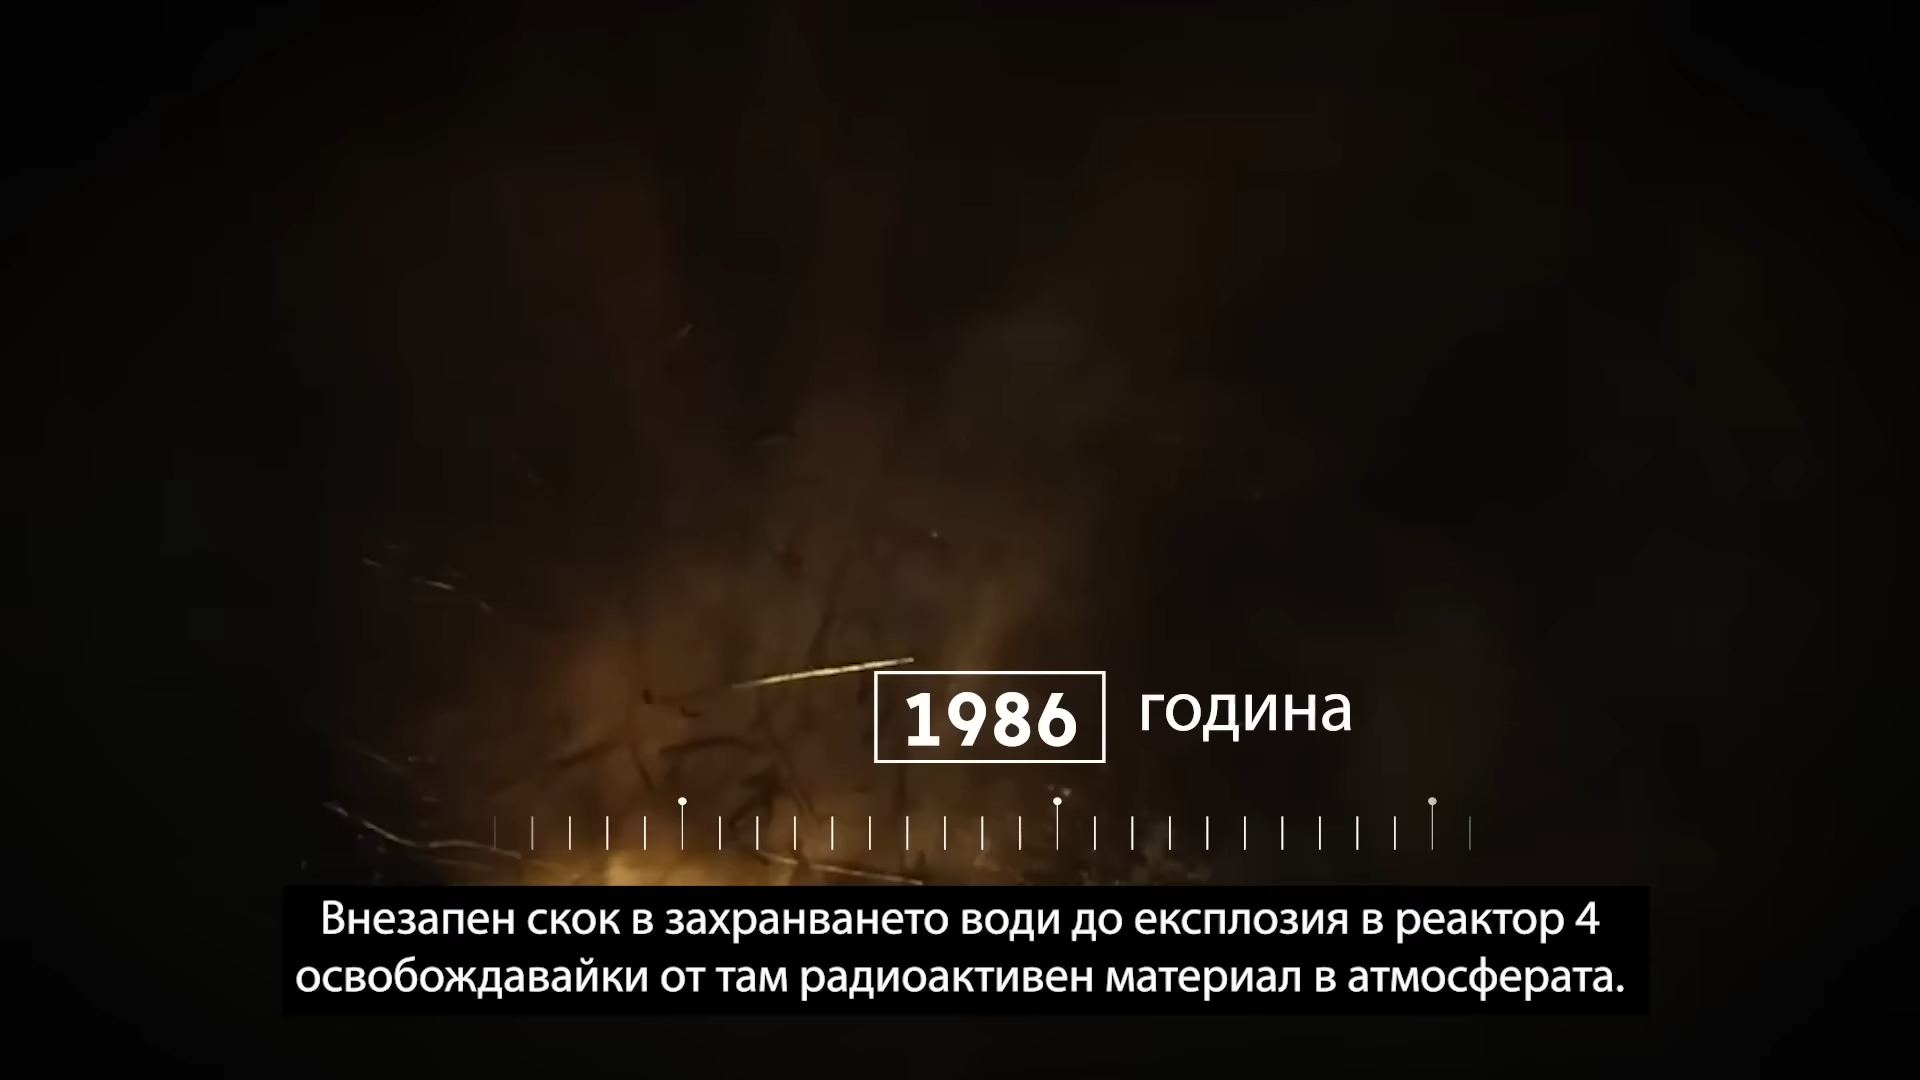 1986 година
Внезапен скок в захранването води до експлозия в реактор 4
освобождавайки от там радиоактивен материал в атмосферата.